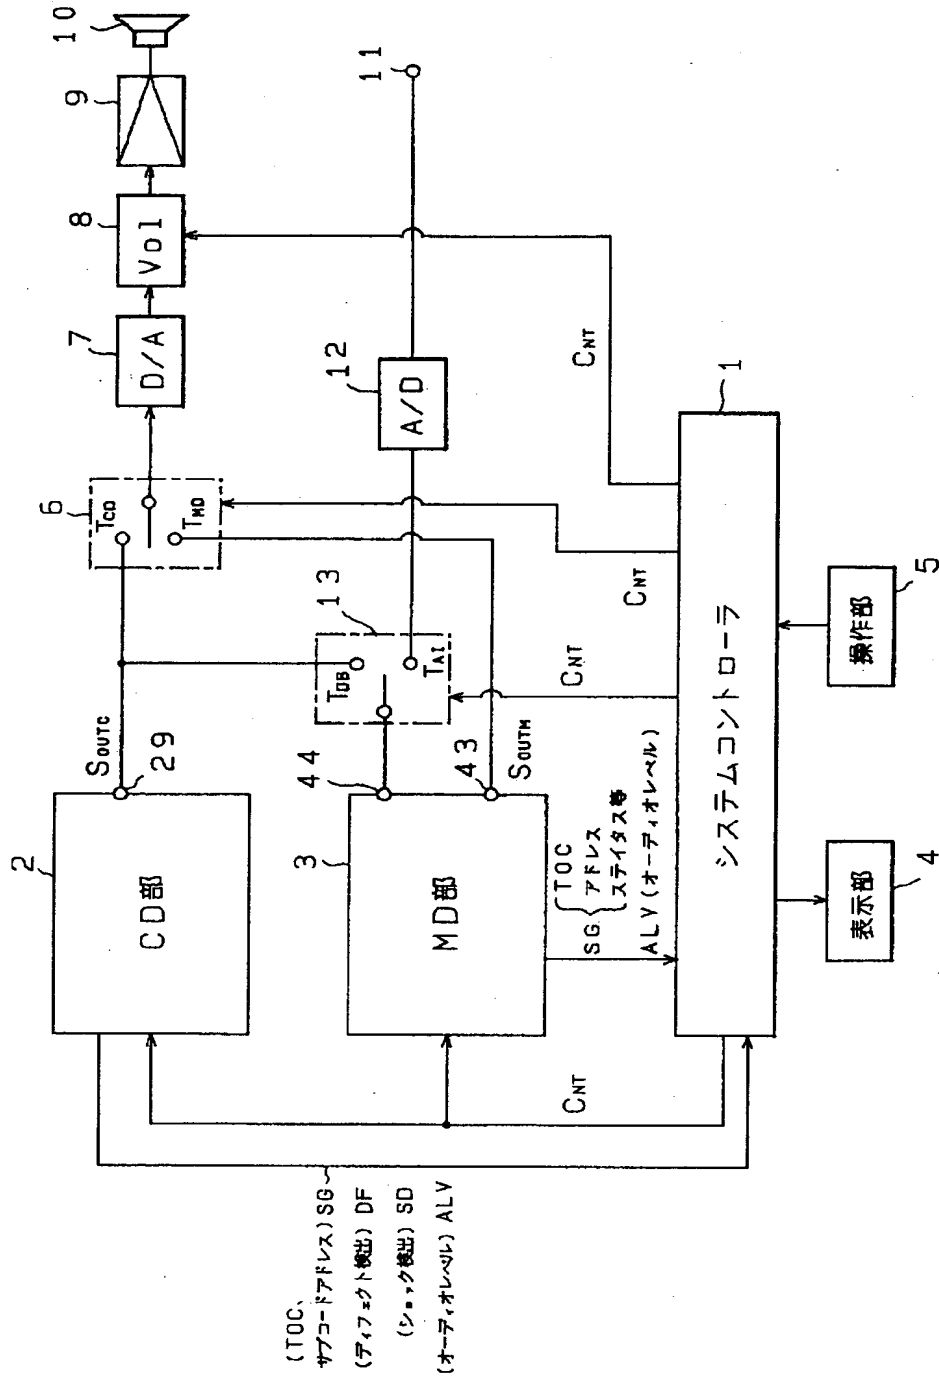 2
CD部
29
SOUTC
6
TCD
TMD
7
D/A
8
Vol
9
10
3
MD部
44
43
SOUTM
13
TDB
TAI
12
A/D
11
(TOC、
サブコードアドレス) SG
(ディフェクト検出) DF
(ショック検出) SD
(オーディオレベル) ALV
CNT
SG
TOC
アドレス
ステイタス等
ALV (オーディオレベル)
CNT
CNT
CNT
システムコントローラ
1
表示部
4
操作部
5